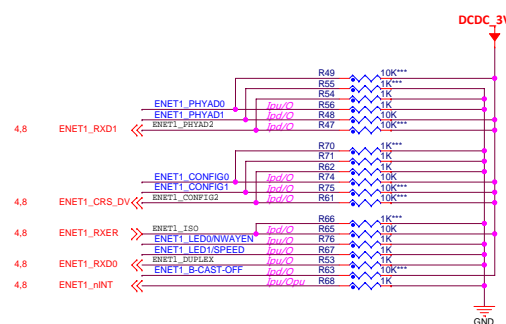 DCDC_3V
R49 10K***
R55 1K***
R54 1K
ENET1_PHYAD0 Ipu/O R56 1K
ENET1_PHYAD1 Ipd/O R48 10K
4,8 ENET1_RXD1 ENET1_PHYAD2 Ipd/O R47 10K***
R70 1K***
R71 1K
R62 1K
ENET1_CONFIG0 Ipd/O R74 10K
ENET1_CONFIG1 Ipd/O R75 10K***
4,8 ENET1_CRS_DV ENET1_CONFIG2 Ipd/O R61 10K***
R66 1K***
4,8 ENET1_RXER ENET1_ISO Ipd/O R65 10K
ENET1_LED0/NWAYEN Ipu/O R76 1K
ENET1_LED1/SPEED Ipu/O R67 1K
4,8 ENET1_RXD0 ENET1_DUPLEX Ipu/O R53 1K
ENET1_B-CAST-OFF Ipd/O R63 10K***
4,8 ENET1_nINT Ipu/Opu R68 1K
GND